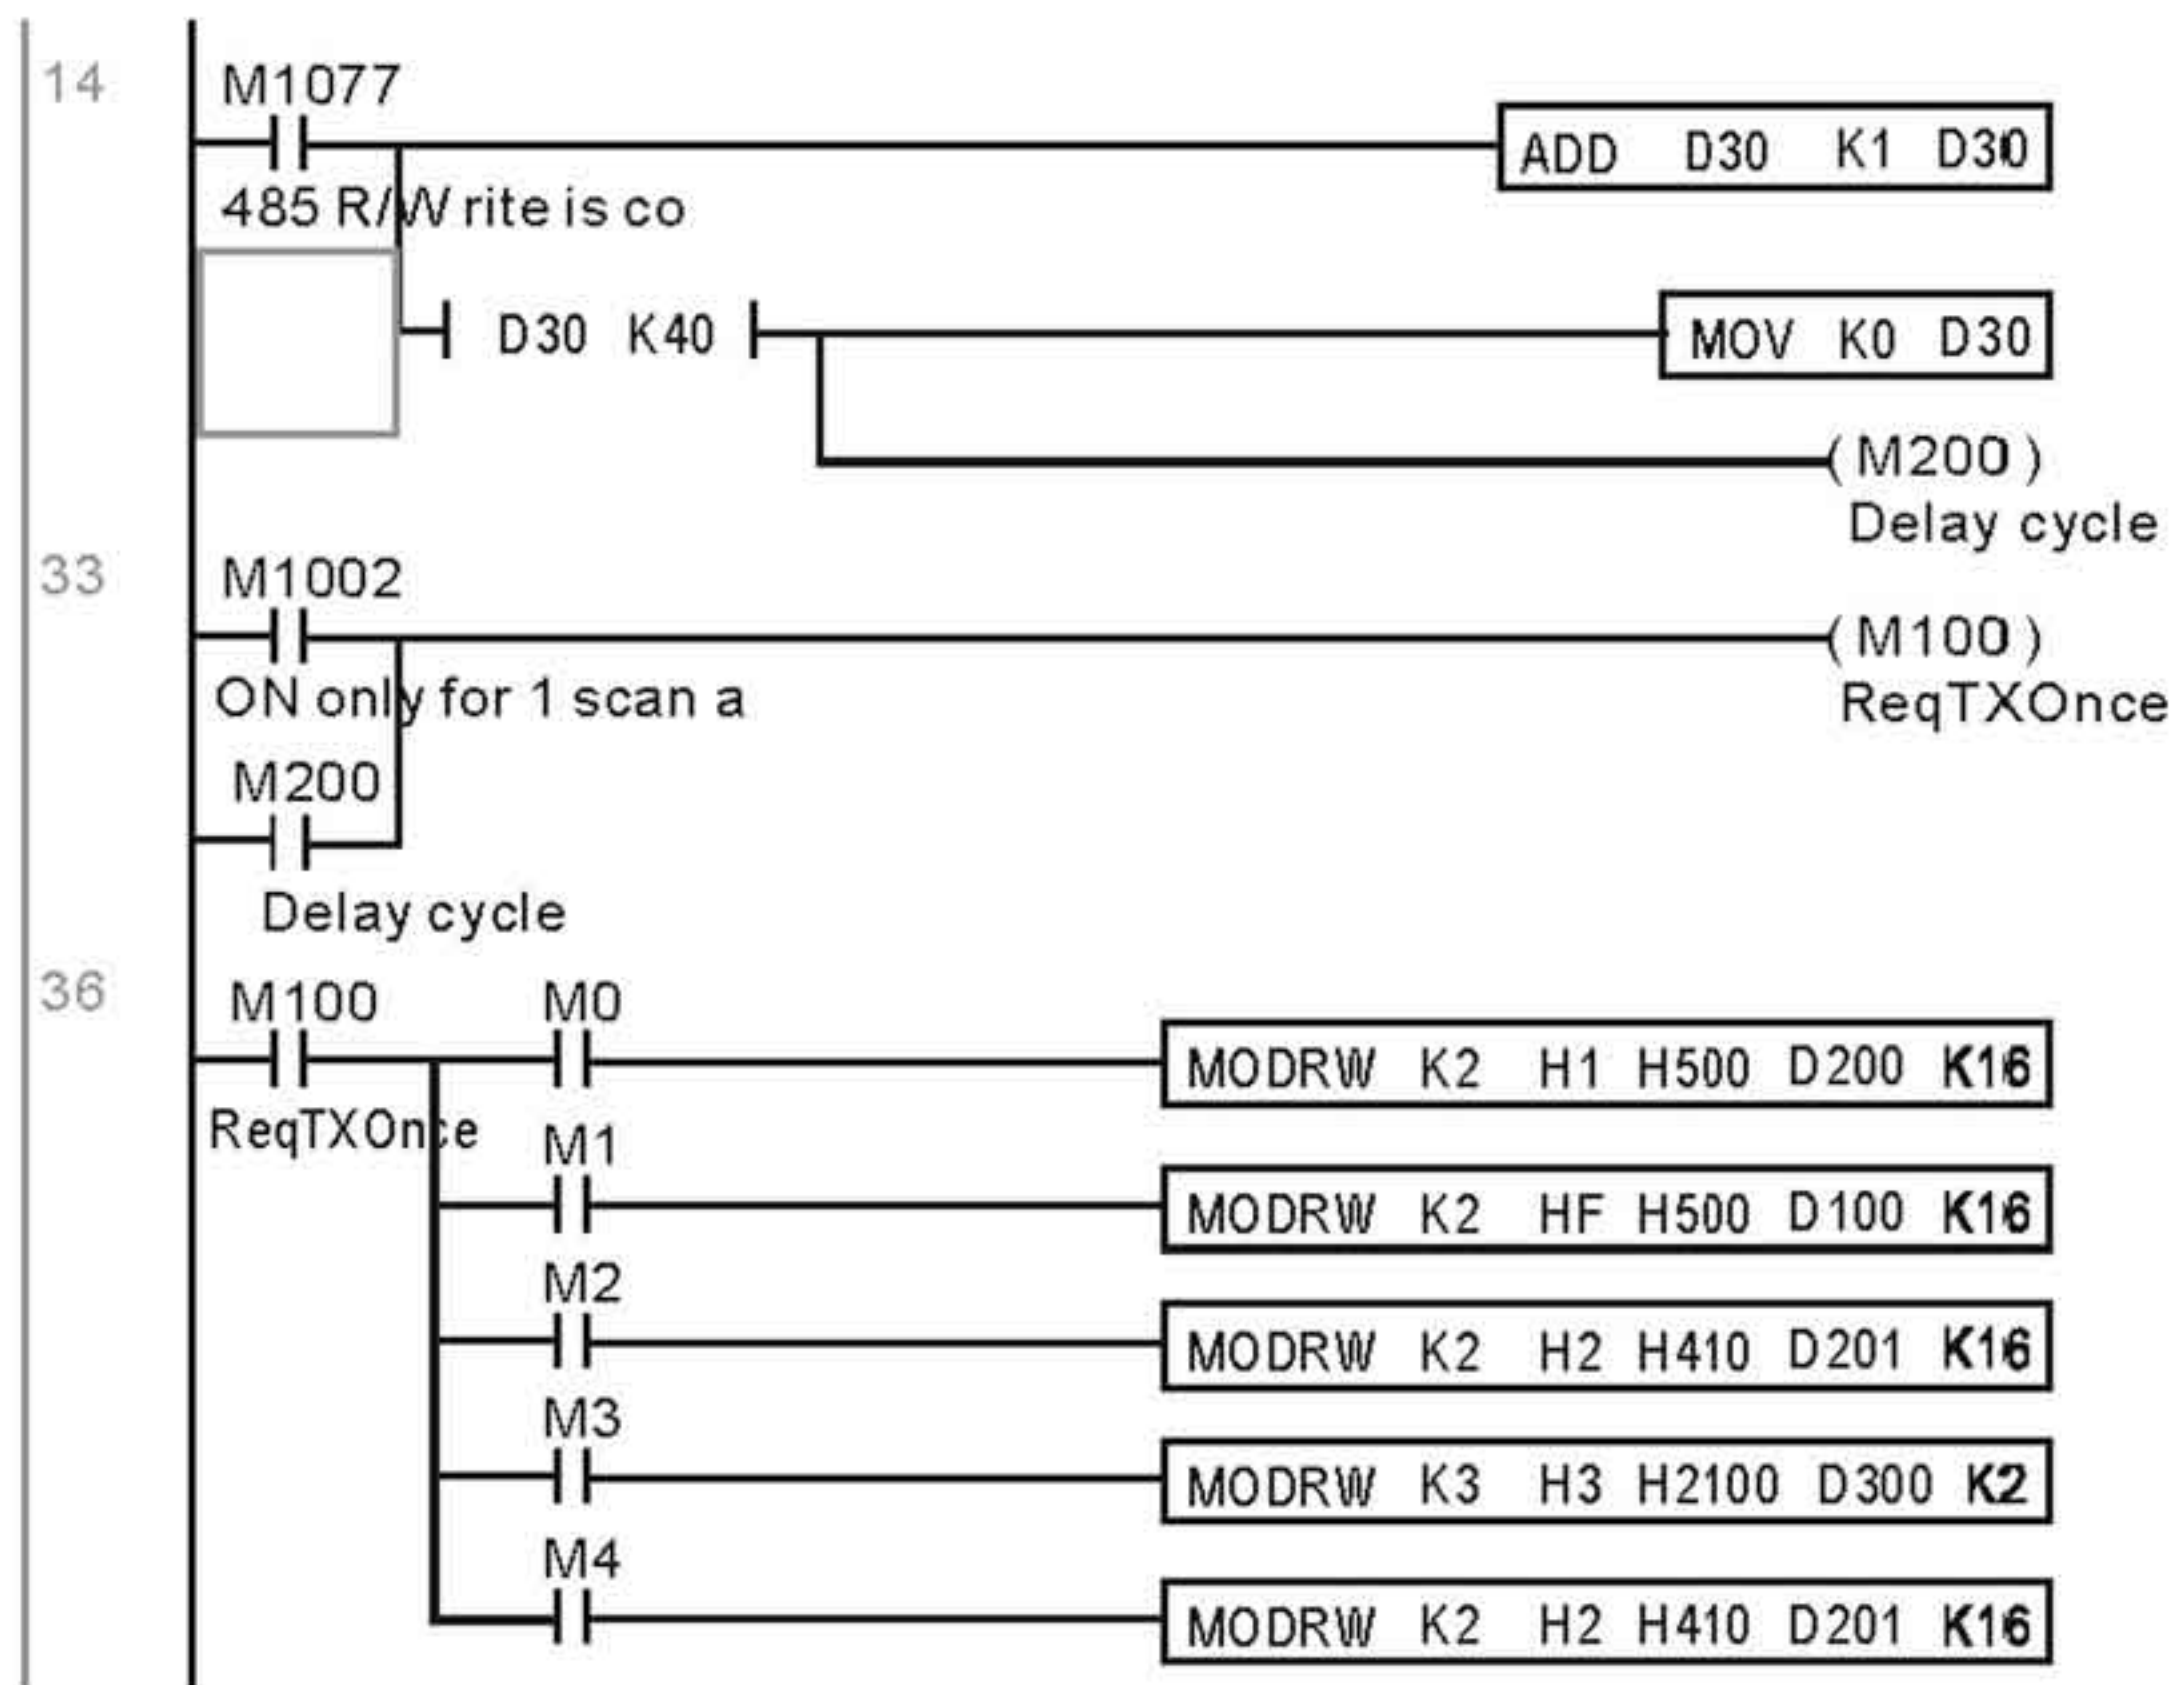 14
M1077
ADD D30 K1 D30
485 R/W rite is co
D30 K40
MOV K0 D30
(M200)
Delay cycle
33
M1002
(M100)
ON only for 1 scan a
ReqTXOnce
M200
Delay cycle
36
M100 M0
MODRW K2 H1 H500 D200 K16
ReqTXOnce
M1
MODRW K2 HF H500 D100 K16
M2
MODRW K2 H2 H410 D201 K16
M3
MODRW K3 H3 H2100 D300 K2
M4
MODRW K2 H2 H410 D201 K16